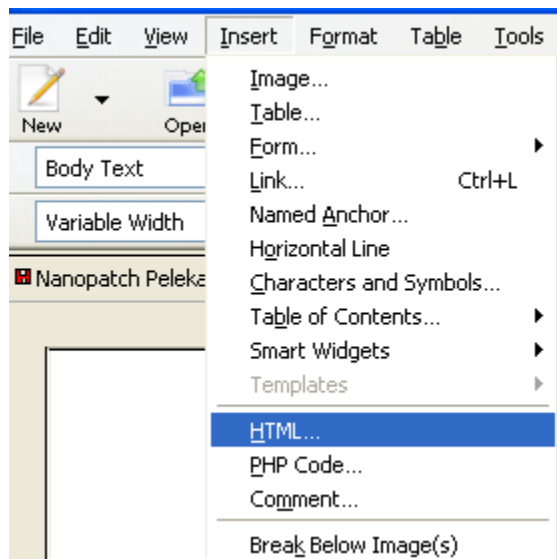 File Edit View Insert Format Table Tools
New
Oper
Body Text
Variable Width
Nanopatch Peleka
Image...
Table...
Form...
Link... Ctrl+L
Named Anchor...
Horizontal Line
Characters and Symbols...
Table of Contents...
Smart Widgets
Templates
HTML...
PHP Code...
Comment...
Break Below Image(s)